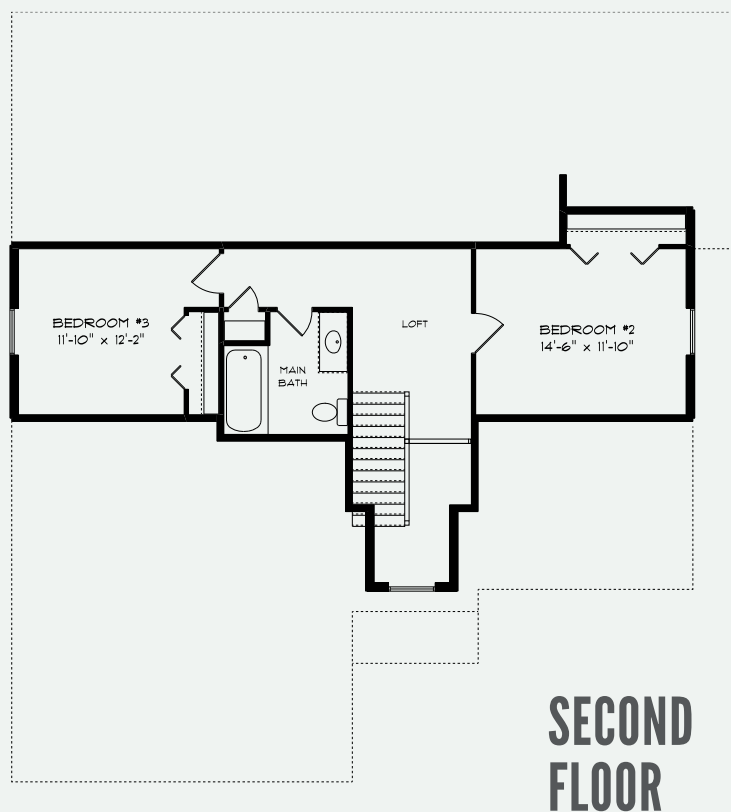 BEDROOM #3
11'-10" x 12'-2"
LOFT
BEDROOM #2
14'-6" x 11'-10"
MAIN
BATH
SECOND
FLOOR